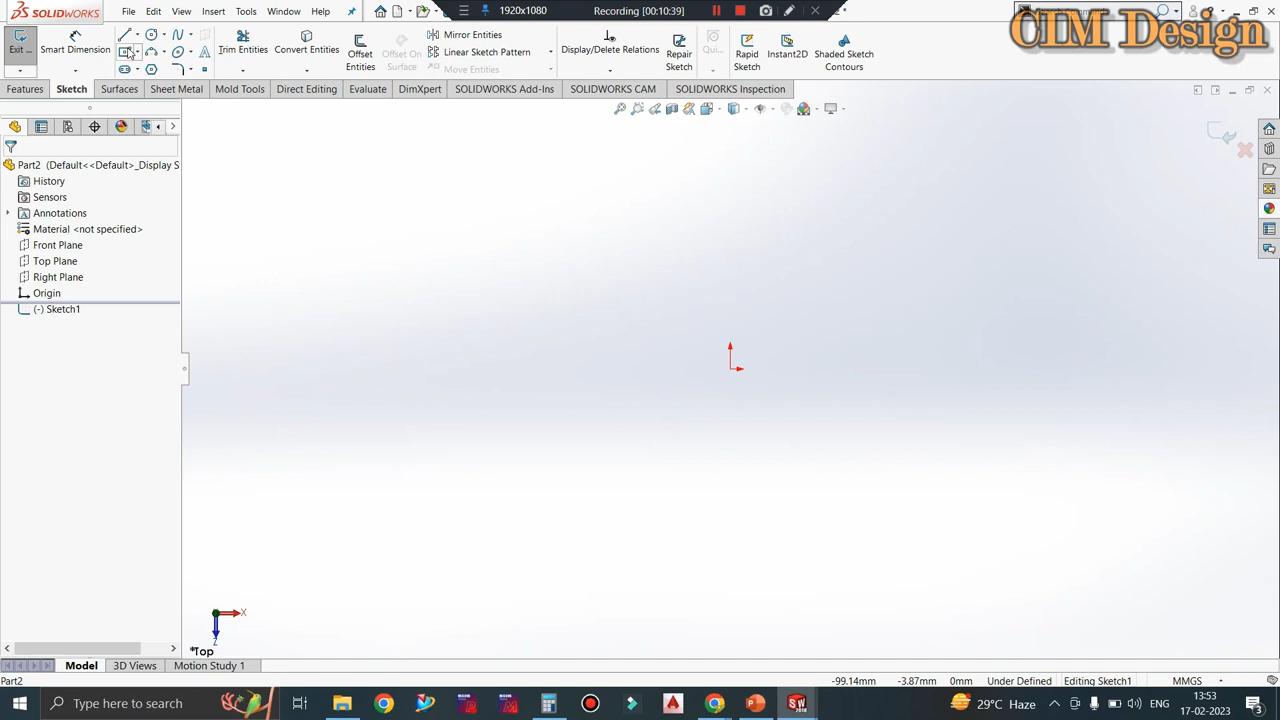 SOLIDWORKS File Edit View Insert Tools Window Help 1920x1080 Recording [00:10:39]
CIM Design
Exi... Smart Dimension Trim Entities Convert Entities Offset Entities Offset On Surface Mirror Entities Linear Sketch Pattern Move Entities Display/Delete Relations Qui... Repair Sketch Rapid Sketch Instant2D Shaded Sketch Contours
Features Sketch Surfaces Sheet Metal Mold Tools Direct Editing Evaluate DimXpert SOLIDWORKS Add-Ins SOLIDWORKS CAM SOLIDWORKS Inspection
Part2 (Default<<Default>_Display S
History
Sensors
Annotations
Material <not specified>
Front Plane
Top Plane
Right Plane
Origin
(-) Sketch1
X
Z
*Top
Model 3D Views Motion Study 1
Part2 -99.14mm -3.87mm 0mm Under Defined Editing Sketch1 MMGS
Type here to search 29°C Haze ENG 13:53 17-02-2023 3